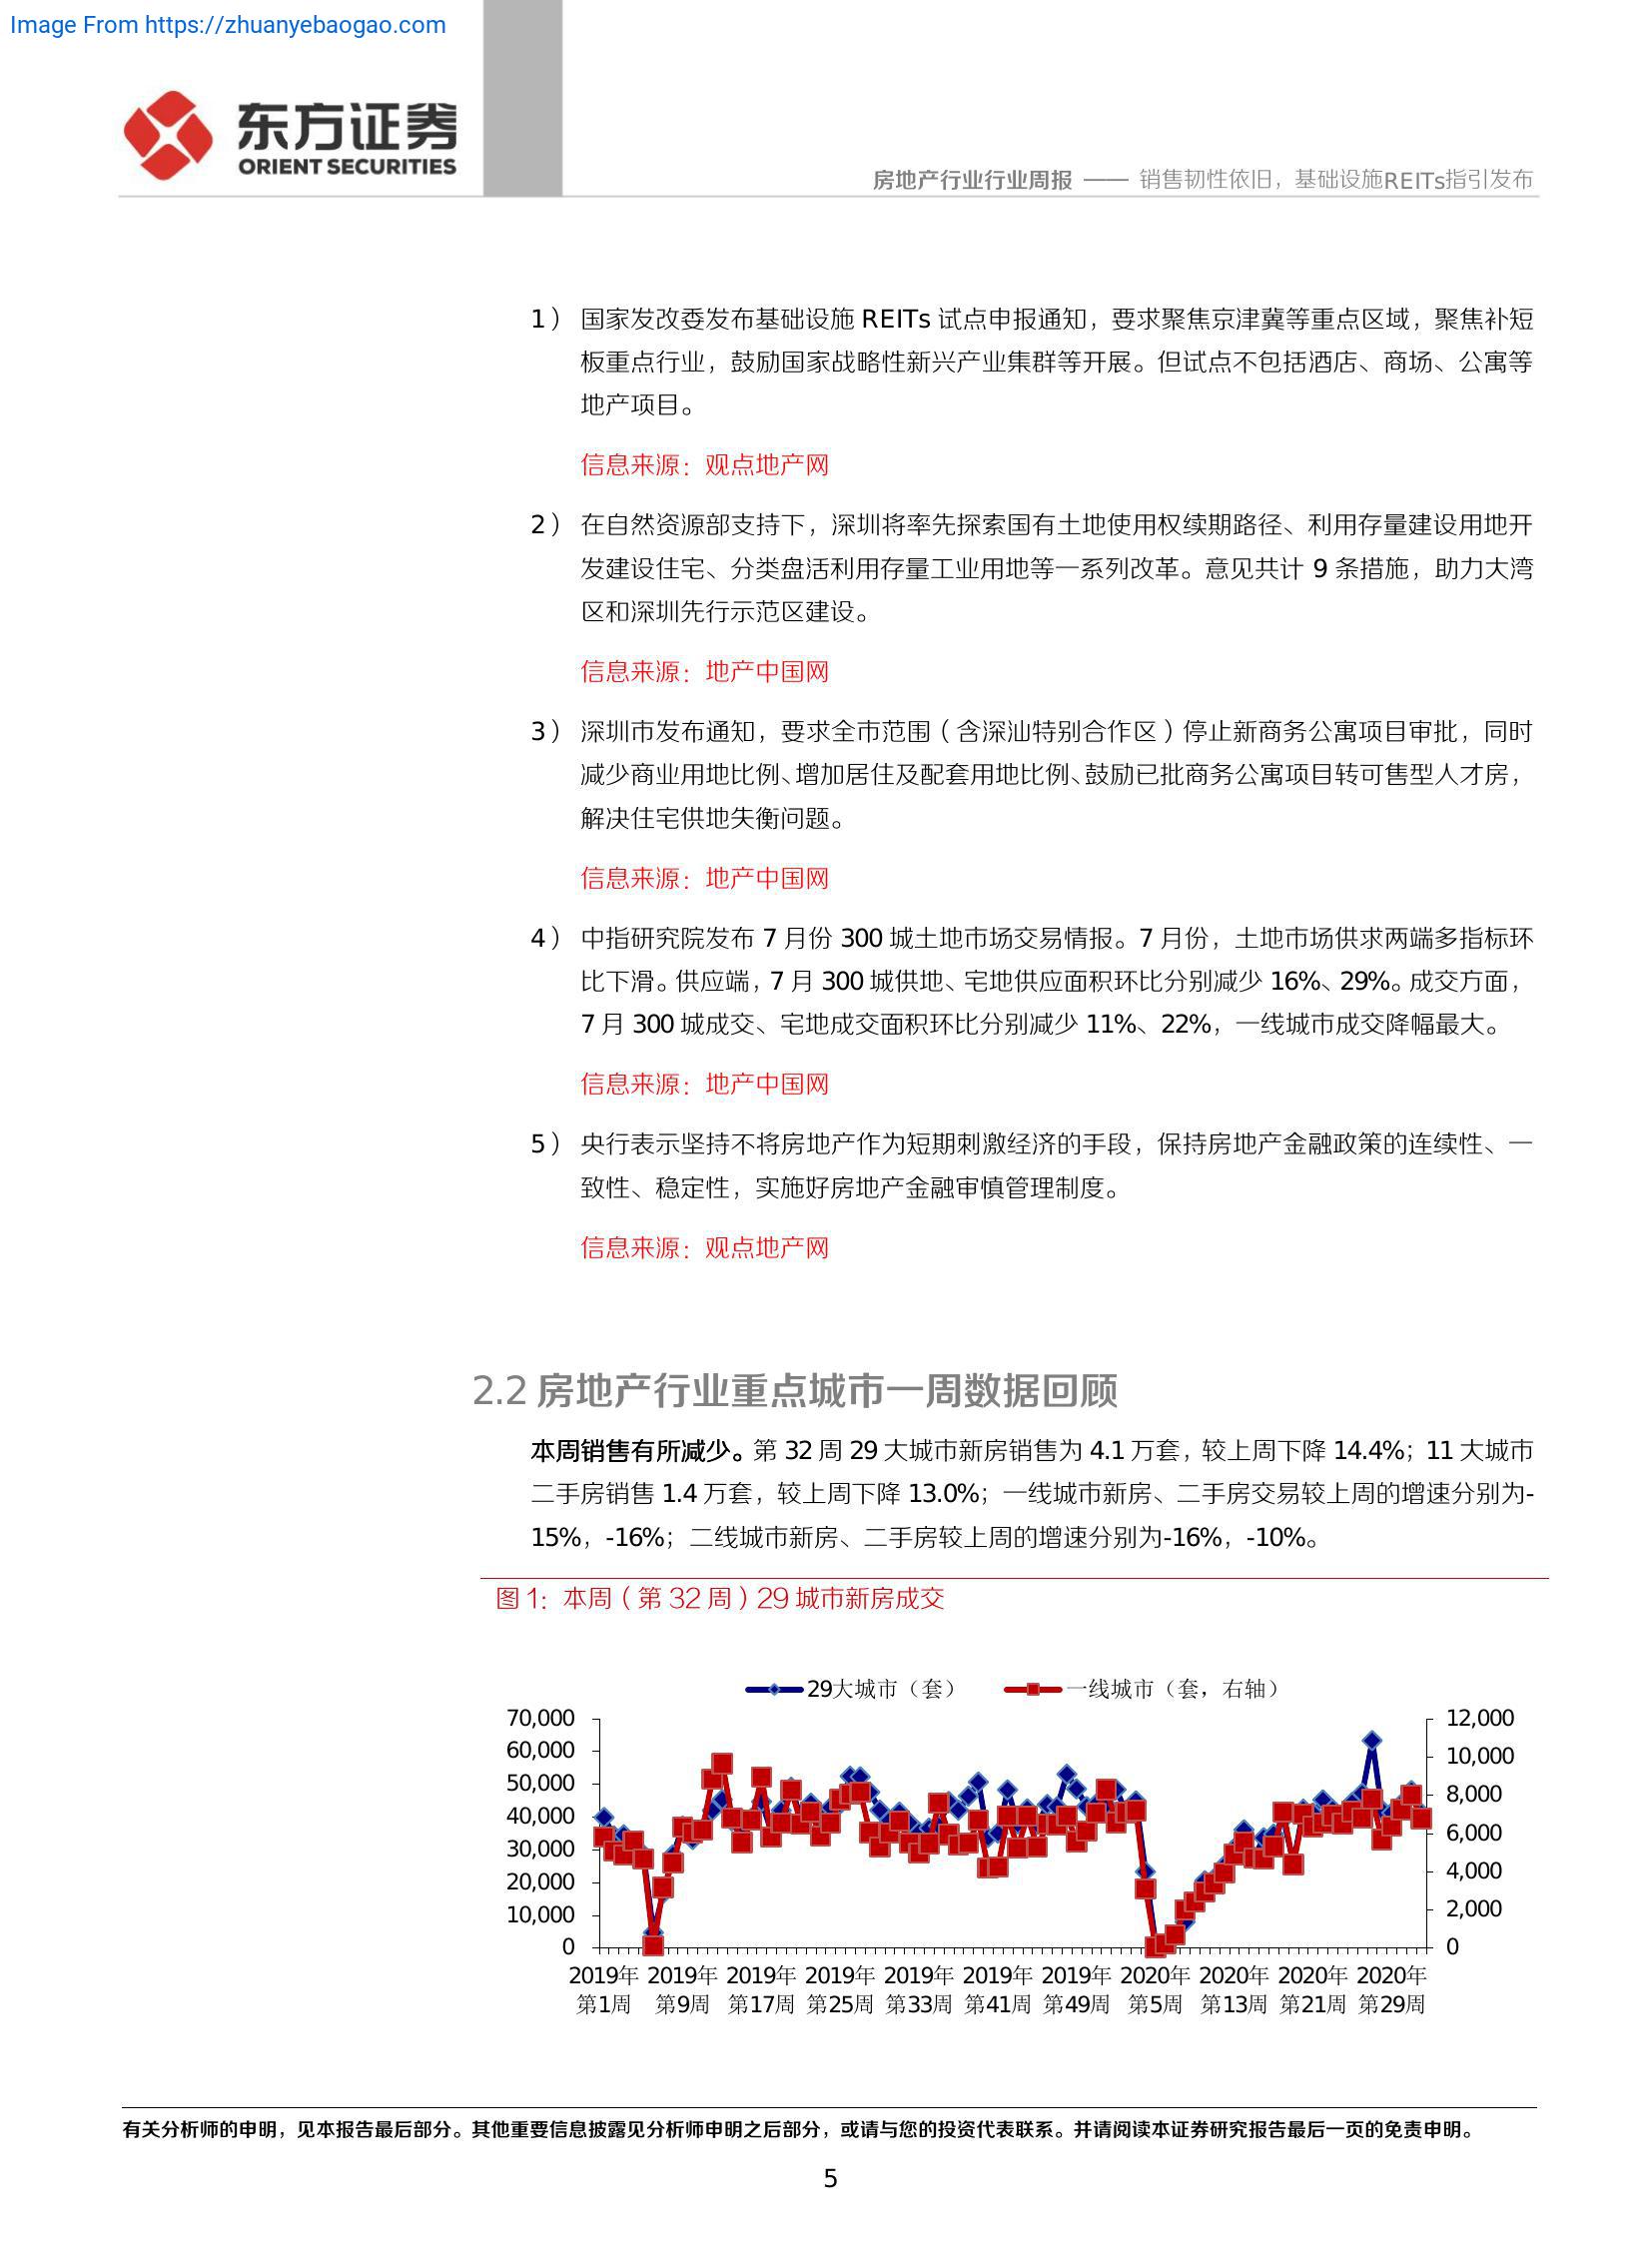 Image From https://zhuanyebaogao.com
东方证券
ORIENT SECURITIES
房地产行业行业周报 —— 销售韧性依旧，基础设施REITs指引发布
1） 国家发改委发布基础设施 REITs 试点申报通知，要求聚焦京津冀等重点区域，聚焦补短
板重点行业，鼓励国家战略性新兴产业集群等开展。但试点不包括酒店、商场、公寓等
地产项目。
信息来源：观点地产网
2） 在自然资源部支持下，深圳将率先探索国有土地使用权续期路径、利用存量建设用地开
发建设住宅、分类盘活利用存量工业用地等一系列改革。意见共计 9 条措施，助力大湾
区和深圳先行示范区建设。
信息来源：地产中国网
3） 深圳市发布通知，要求全市范围（含深汕特别合作区）停止新商务公寓项目审批，同时
减少商业用地比例、增加居住及配套用地比例、鼓励已批商务公寓项目转可售型人才房，
解决住宅供地失衡问题。
信息来源：地产中国网
4） 中指研究院发布 7 月份 300 城土地市场交易情报。7 月份，土地市场供求两端多指标环
比下滑。供应端，7 月 300 城供地、宅地供应面积环比分别减少 16%、29%。成交方面，
7 月 300 城成交、宅地成交面积环比分别减少 11%、22%，一线城市成交降幅最大。
信息来源：地产中国网
5） 央行表示坚持不将房地产作为短期刺激经济的手段，保持房地产金融政策的连续性、一
致性、稳定性，实施好房地产金融审慎管理制度。
信息来源：观点地产网
2.2 房地产行业重点城市一周数据回顾
本周销售有所减少。第 32 周 29 大城市新房销售为 4.1 万套，较上周下降 14.4%；11 大城市
二手房销售 1.4 万套，较上周下降 13.0%；一线城市新房、二手房交易较上周的增速分别为-
15%，-16%；二线城市新房、二手房较上周的增速分别为-16%，-10%。
图 1：本周（第 32 周）29 城市新房成交
29大城市（套） 一线城市（套，右轴）
70,000 12,000
60,000 10,000
50,000 8,000
40,000 6,000
30,000 4,000
20,000 2,000
10,000 0
0
2019年 2019年 2019年 2019年 2019年 2019年 2019年 2020年 2020年 2020年 2020年
第1周 第9周 第17周 第25周 第33周 第41周 第49周 第5周 第13周 第21周 第29周
有关分析师的申明，见本报告最后部分。其他重要信息披露见分析师申明之后部分，或请与您的投资代表联系。并请阅读本证券研究报告最后一页的免责申明。
5